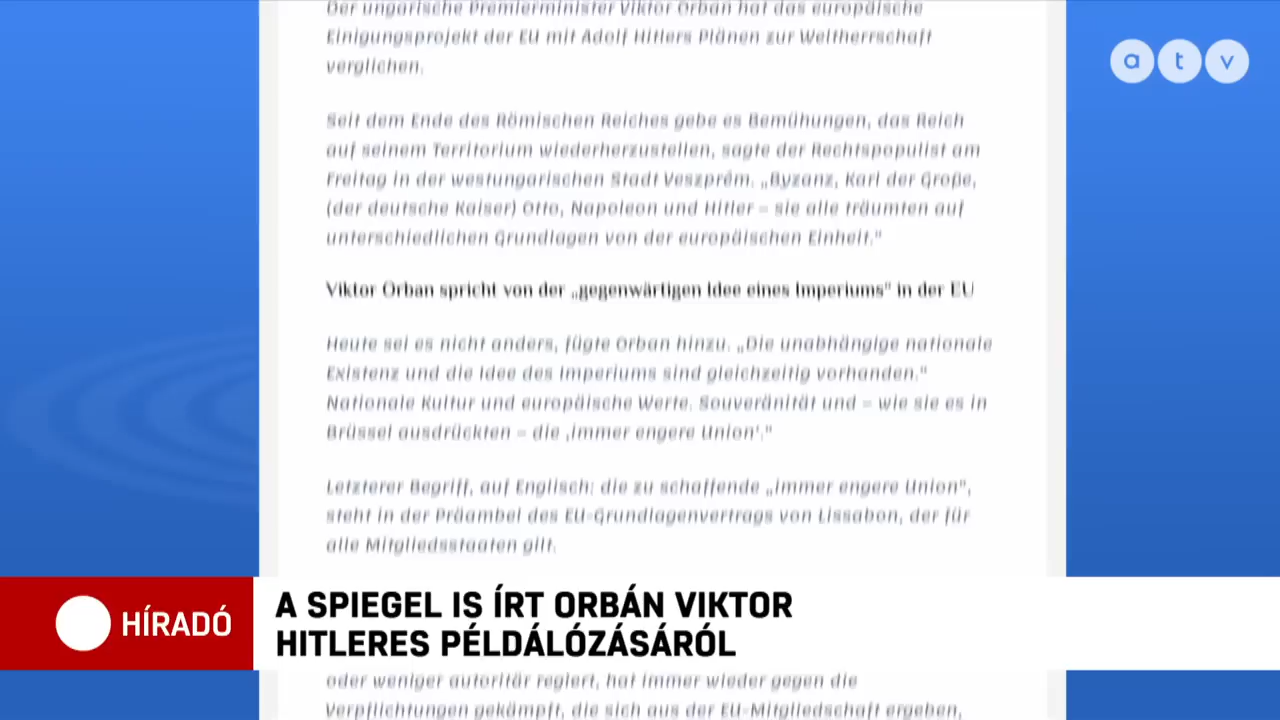 Der ungarische Premierminister Viktor Orban hat das europäische
Einigungsprojekt der EU mit Adolf Hitlers Plänen zur Weltherrschaft
verglichen.
Seit dem Ende des Römischen Reiches gebe es Bemühungen, das Reich
auf seinem Territorium wiederherzustellen, sagte der Rechtspopulist am
Freitag in der westungarischen Stadt Veszprém. „Byzanz, Karl der Große,
(der deutsche Kaiser) Otto, Napoleon und Hitler – sie alle träumten auf
unterschiedlichen Grundlagen von der europäischen Einheit."
Viktor Orban spricht von der „gegenwärtigen Idee eines Imperiums" in der EU
Heute sei es nicht anders, fügte Orban hinzu. „Die unabhängige nationale
Existenz und die Idee des Imperiums sind gleichzeitig vorhanden."
Nationale Kultur und europäische Werte. Souveränität und – wie sie es in
Brüssel ausdrückten – die ‚immer engere Union'."
Letzterer Begriff, auf Englisch: die zu schaffende „immer engere Union",
steht in der Präambel des EU-Grundlagenvertrags von Lissabon, der für
alle Mitgliedsstaaten gilt.
oder weniger autoritär regiert, hat immer wieder gegen die
Verpflichtungen gekämpft, die sich aus der EU-Mitgliedschaft ergeben,
a t v
HÍRADÓ
A SPIEGEL IS ÍRT ORBÁN VIKTOR
HITLERES PÉLDÁLÓZÁSÁRÓL